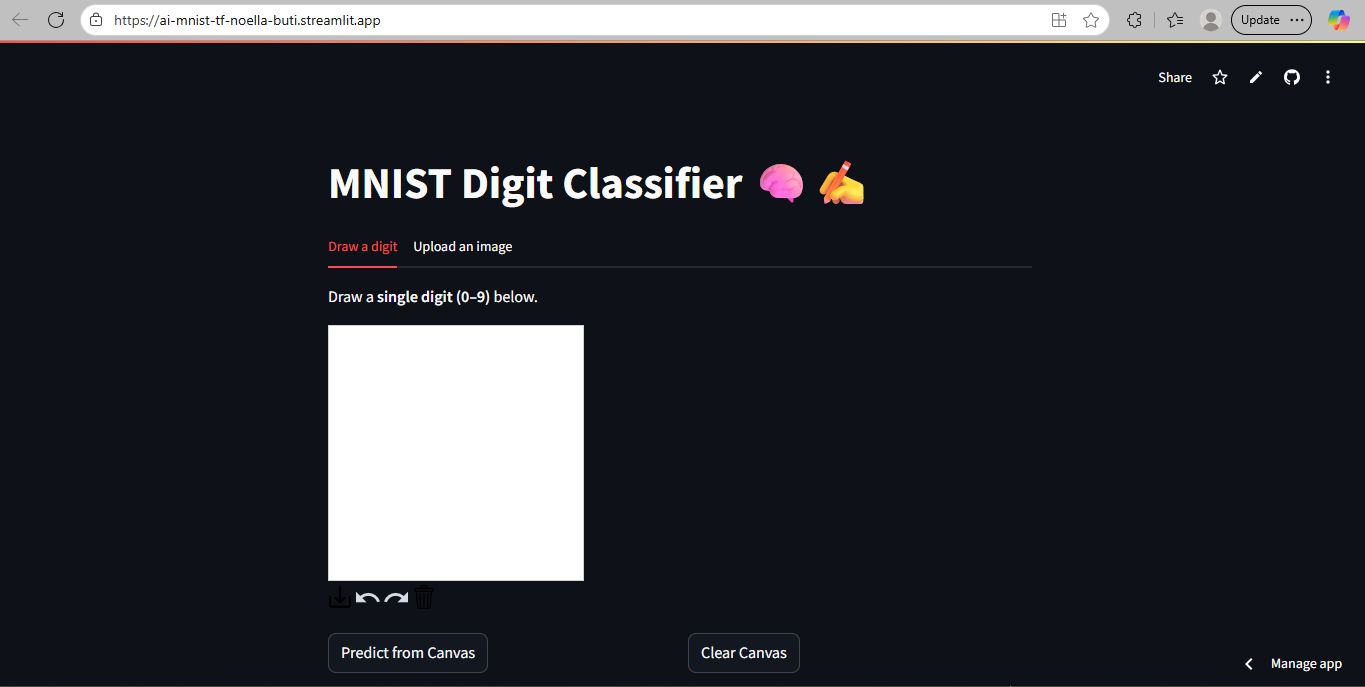 https://ai-mnist-tf-noella-buti.streamlit.app
Update
Share
MNIST Digit Classifier 🧠 ✍️
Draw a digit Upload an image
Draw a single digit (0–9) below.
Predict from Canvas Clear Canvas
Manage app